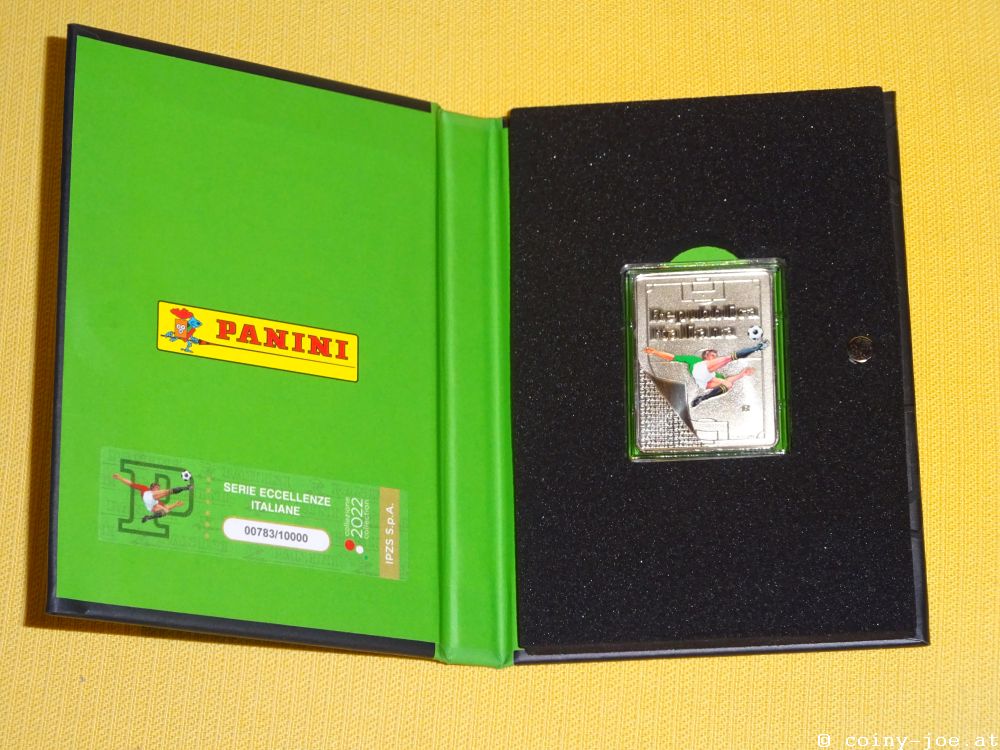 PANINI
P
SERIE ECCELLENZE
ITALIANE
00783/10000
collezione
2022
collection
IPZS S.p.A.
Repubblica
Italiana
R
© coiny-joe.at